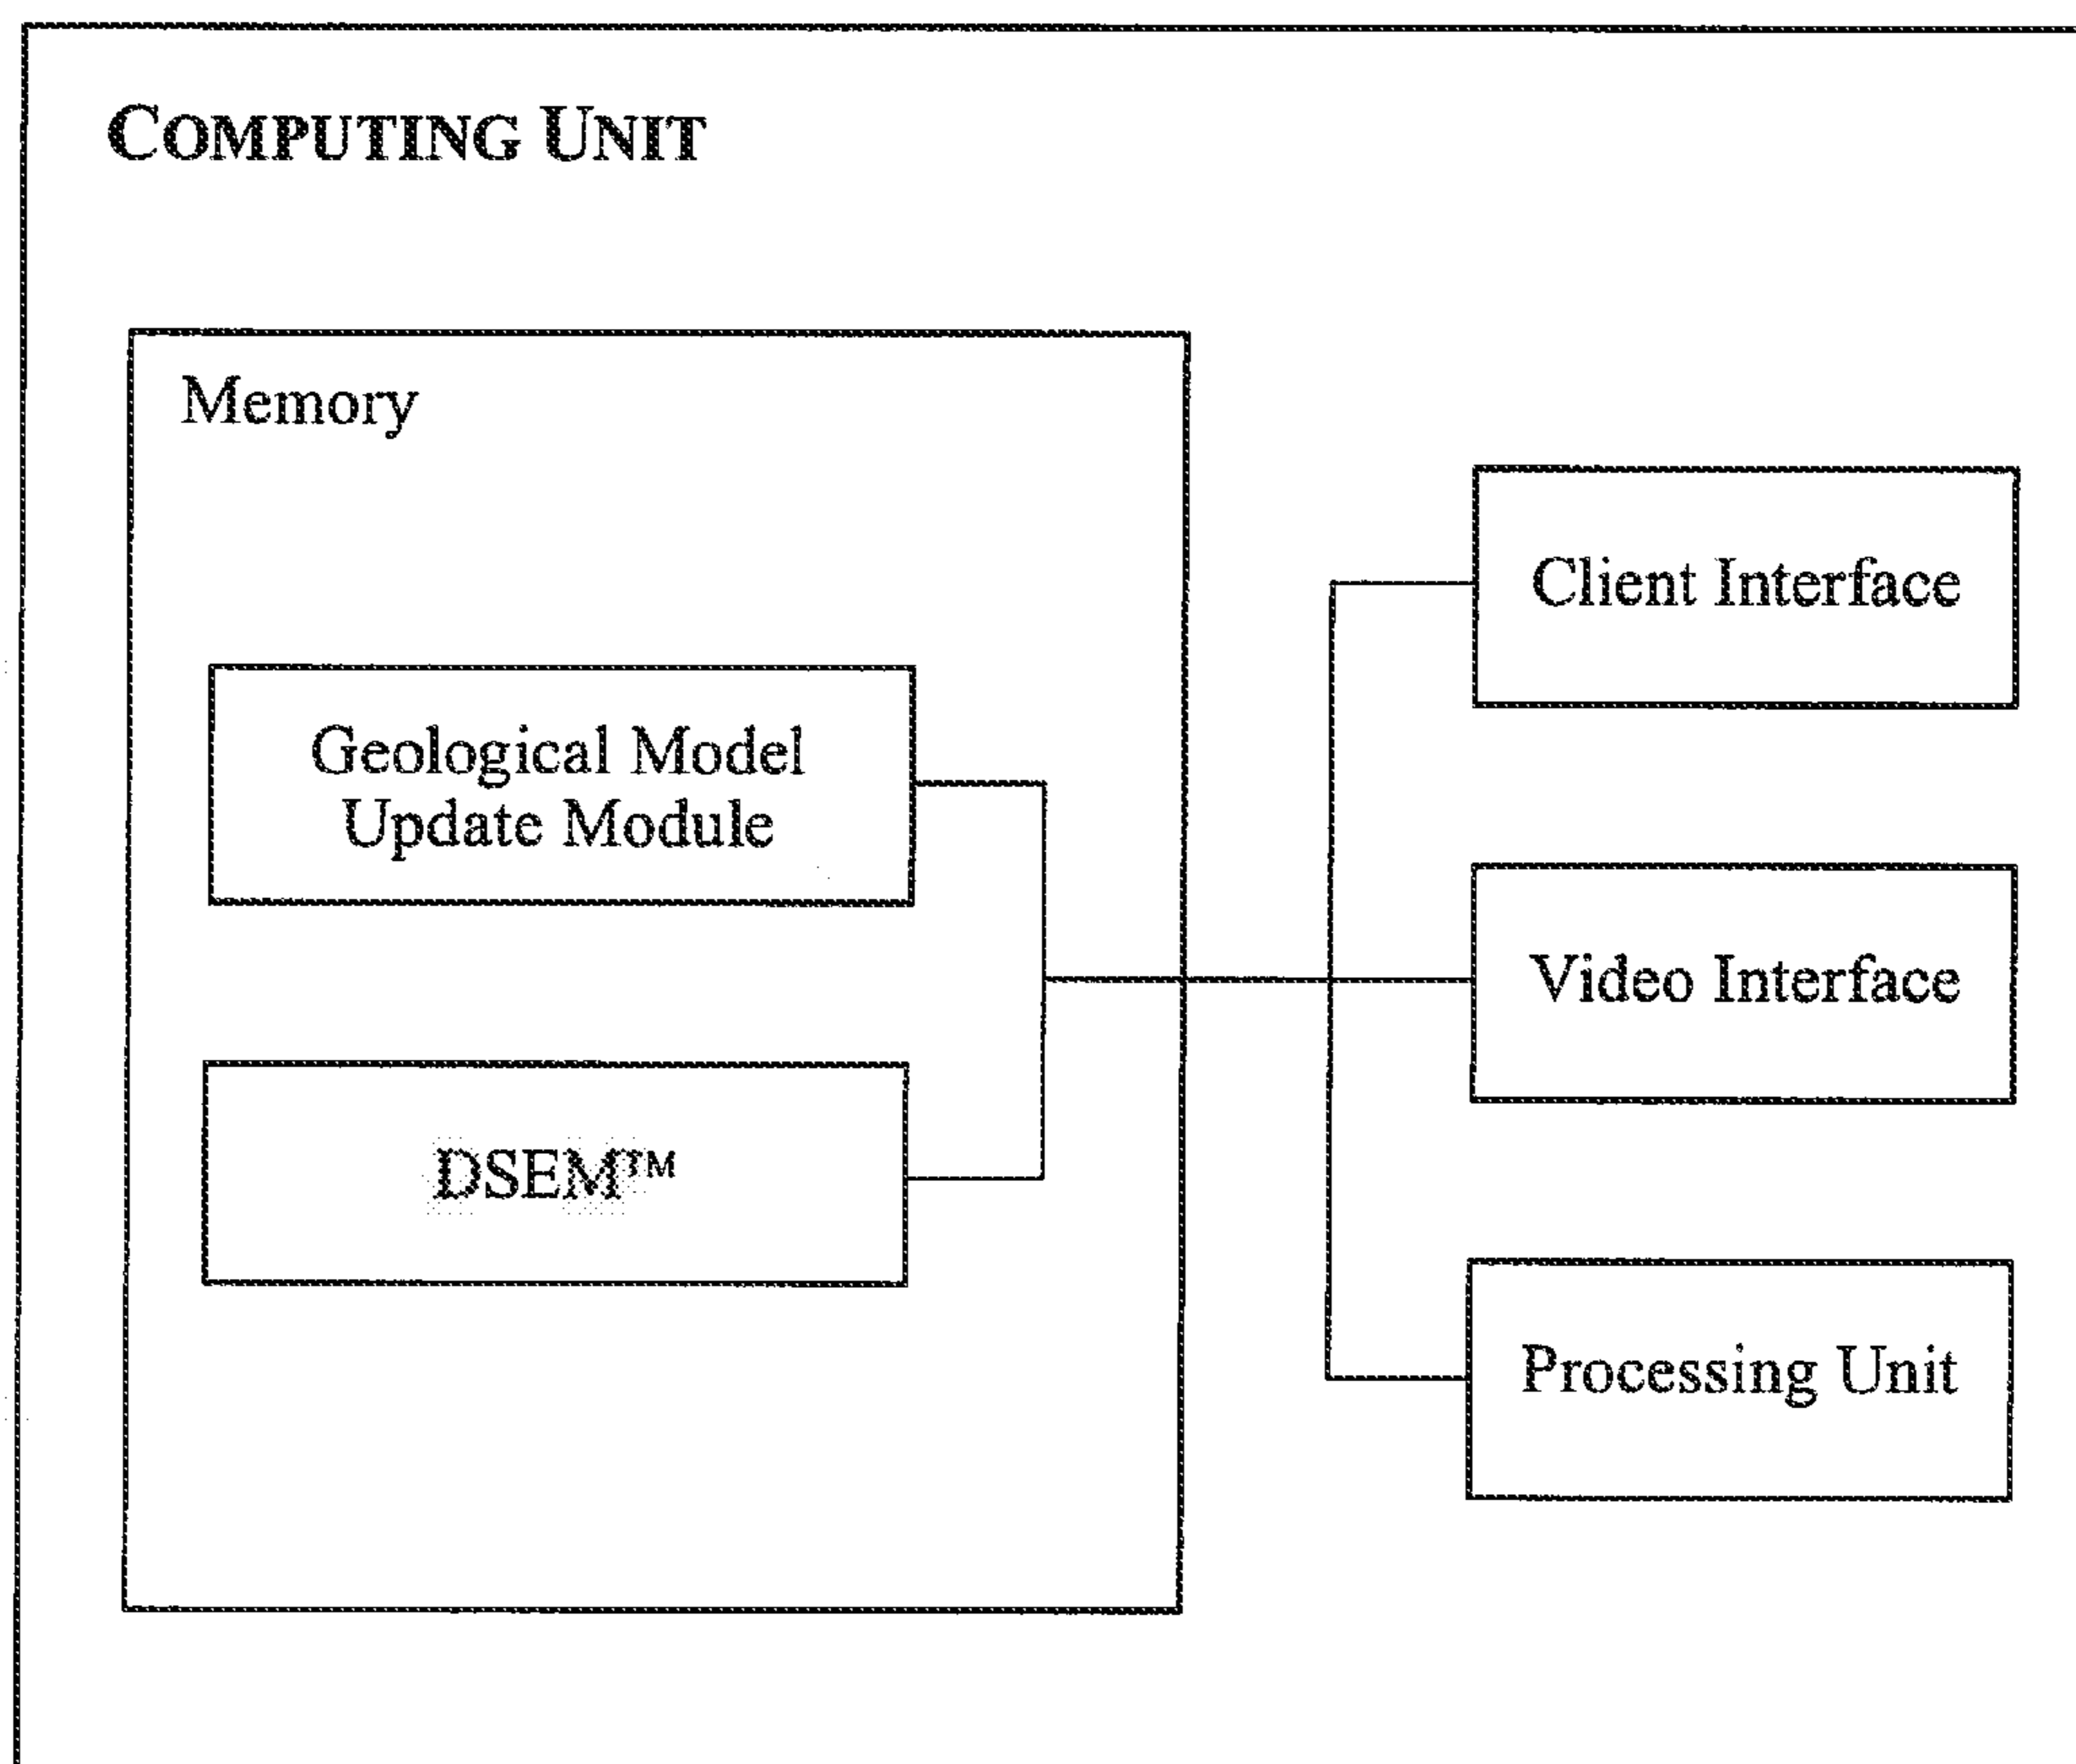 COMPUTING UNIT
Memory
Client Interface
Geological Model
Update Module
Video Interface
DSEM™
Processing Unit